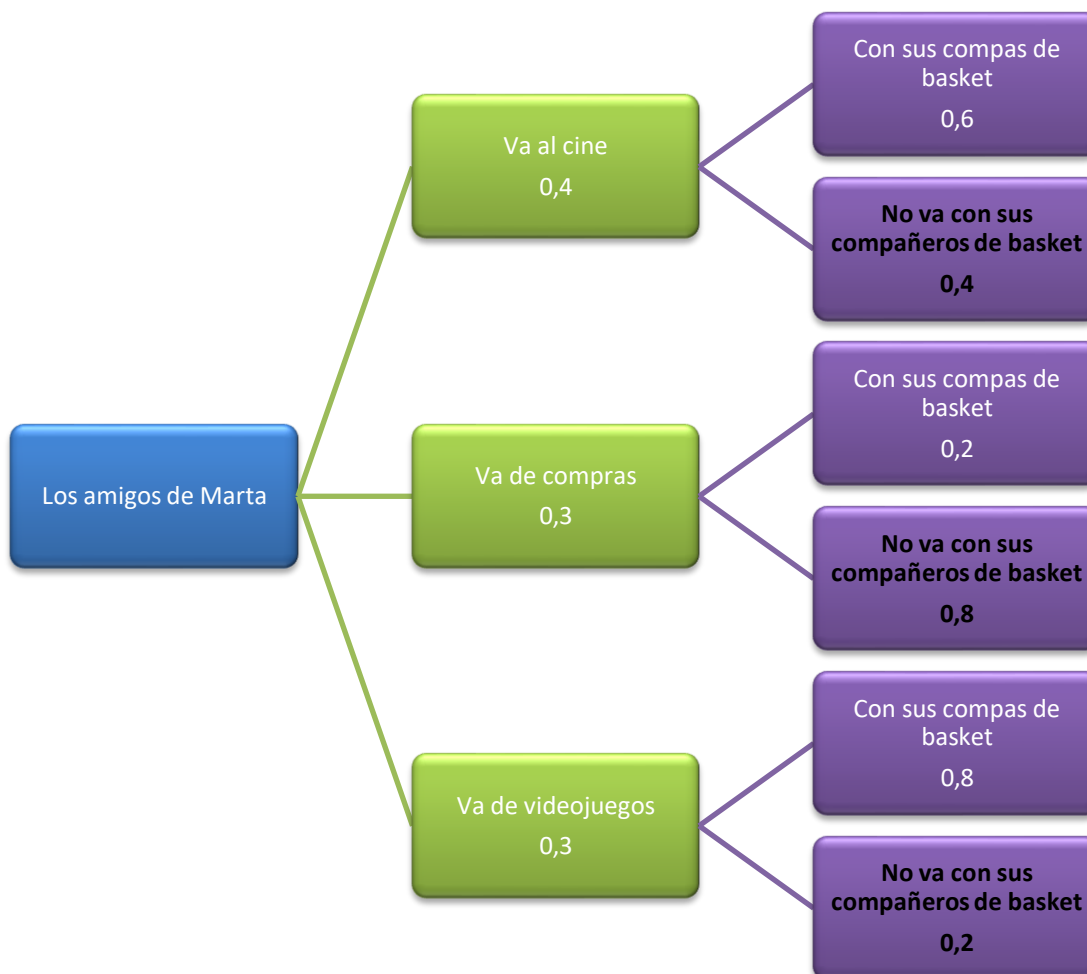 Los amigos de Marta
Va al cine
0,4
Con sus compas de
basket
0,6
No va con sus
compañeros de basket
0,4
Va de compras
0,3
Con sus compas de
basket
0,2
No va con sus
compañeros de basket
0,8
Va de videojuegos
0,3
Con sus compas de
basket
0,8
No va con sus
compañeros de basket
0,2